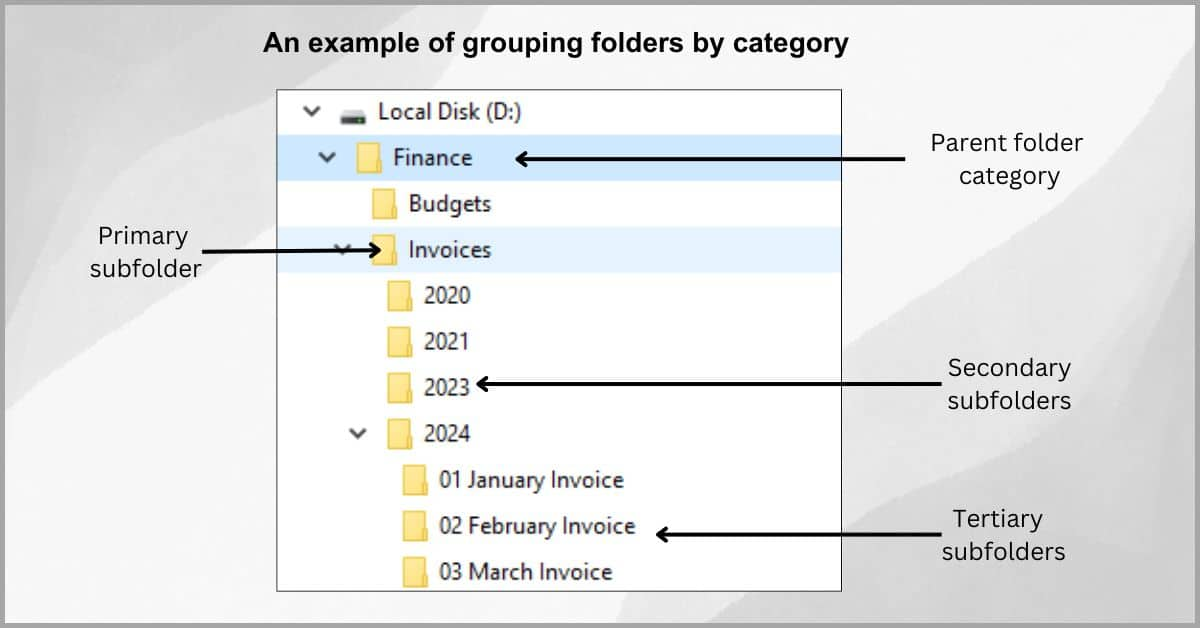 An example of grouping folders by category
Local Disk (D:)
Finance
Parent folder
category
Budgets
Primary
subfolder
Invoices
2020
2021
2023
Secondary
subfolders
2024
01 January Invoice
02 February Invoice
Tertiary
subfolders
03 March Invoice